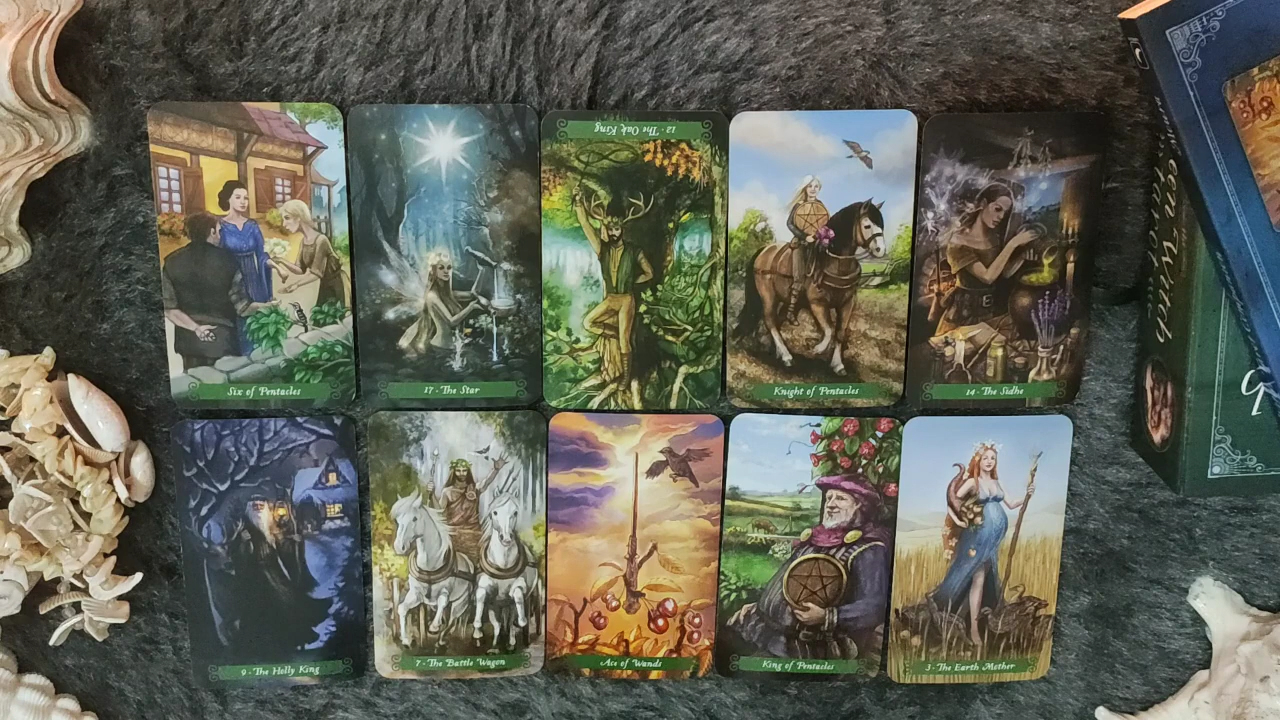 Six of Pentacles
17 - The Star
12 - The Oak King
Knight of Pentacles
14 - The Sidhe
9 - The Holly King
7 - The Battle Wagon
Ace of Wands
King of Pentacles
3 - The Earth Mother
Witch